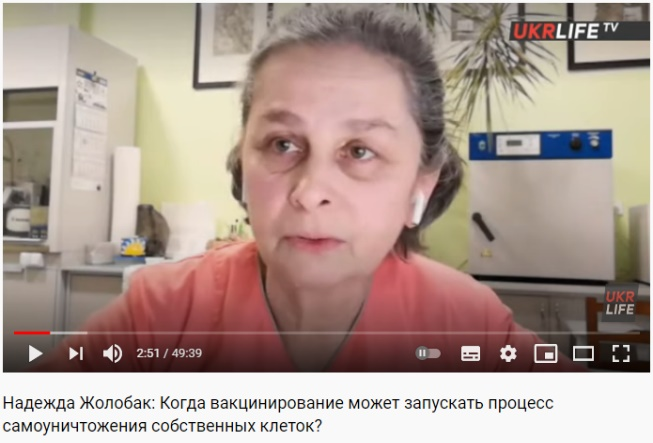 UKRLIFE TV
UKR
LIFE
2:51 / 49:39
Надежда Жолобак: Когда вакцинирование может запускать процесс
самоуничтожения собственных клеток?